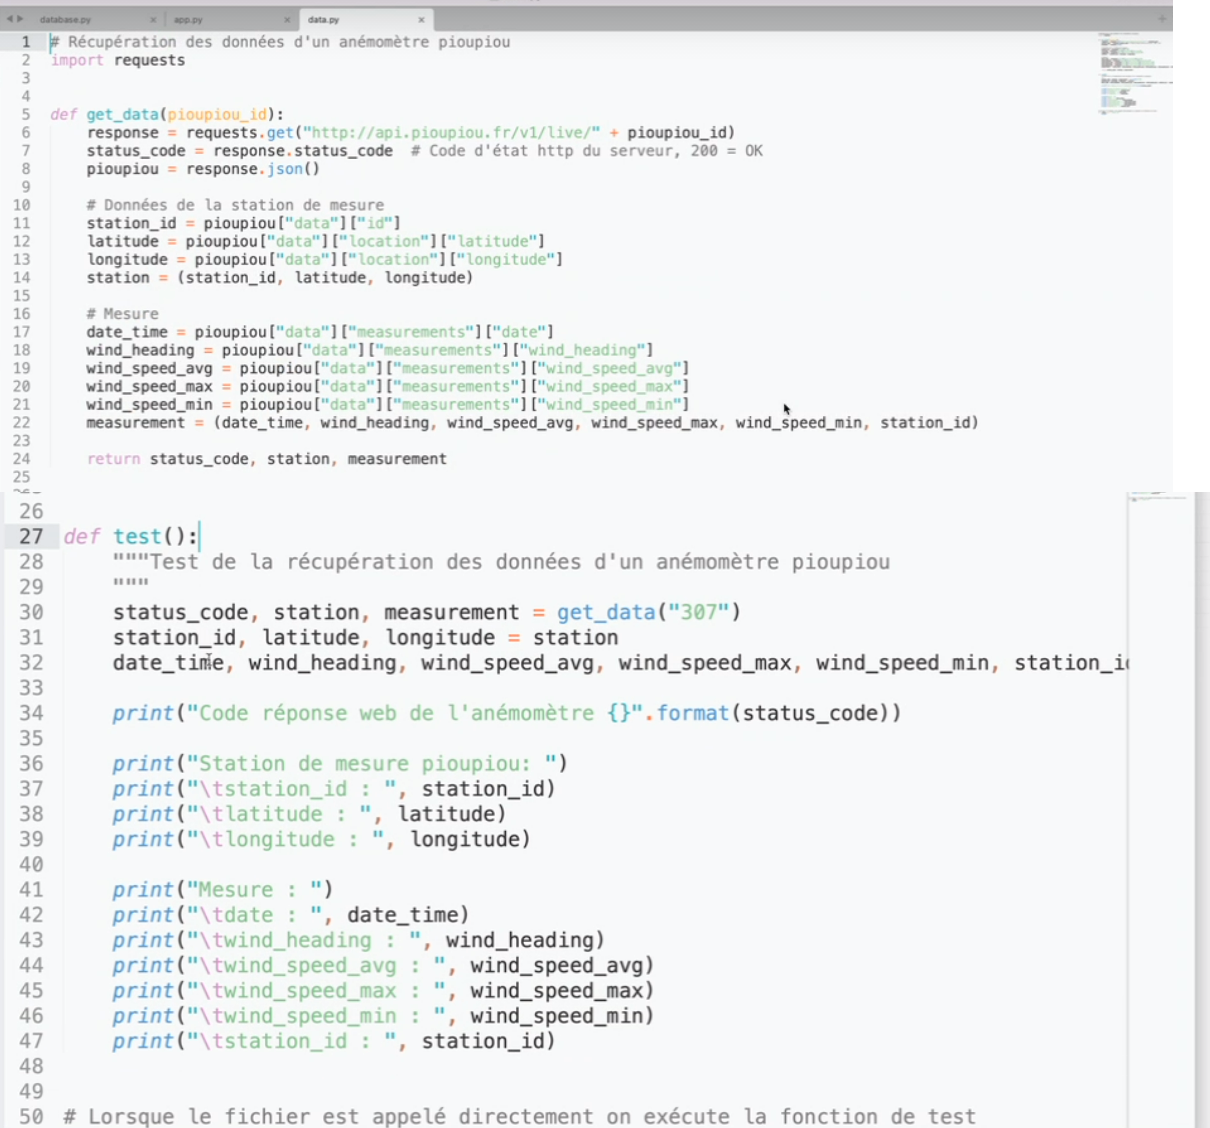 database.py × app.py × data.py ×
1 # Récupération des données d'un anémomètre pioupiou
2 import requests
3
4
5 def get_data(pioupiou_id):
6     response = requests.get("http://api.pioupiou.fr/v1/live/" + pioupiou_id)
7     status_code = response.status_code  # Code d'état http du serveur, 200 = OK
8     pioupiou = response.json()
9
10     # Données de la station de mesure
11     station_id = pioupiou["data"]["id"]
12     latitude = pioupiou["data"]["location"]["latitude"]
13     longitude = pioupiou["data"]["location"]["longitude"]
14     station = (station_id, latitude, longitude)
15
16     # Mesure
17     date_time = pioupiou["data"]["measurements"]["date"]
18     wind_heading = pioupiou["data"]["measurements"]["wind_heading"]
19     wind_speed_avg = pioupiou["data"]["measurements"]["wind_speed_avg"]
20     wind_speed_max = pioupiou["data"]["measurements"]["wind_speed_max"]
21     wind_speed_min = pioupiou["data"]["measurements"]["wind_speed_min"]
22     measurement = (date_time, wind_heading, wind_speed_avg, wind_speed_max, wind_speed_min, station_id)
23
24     return status_code, station, measurement
25
26
27 def test():
28     """Test de la récupération des données d'un anémomètre pioupiou
29     """
30     status_code, station, measurement = get_data("307")
31     station_id, latitude, longitude = station
32     date_time, wind_heading, wind_speed_avg, wind_speed_max, wind_speed_min,
33
34     print("Code réponse web de l'anémomètre {}".format(status_code))
35
36     print("Station de mesure pioupiou: ")
37     print("\tstation_id : ", station_id)
38     print("\tlatitude : ", latitude)
39     print("\tlongitude : ", longitude)
40
41     print("Mesure : ")
42     print("\tdate : ", date_time)
43     print("\twind_heading : ", wind_heading)
44     print("\twind_speed_avg : ", wind_speed_avg)
45     print("\twind_speed_max : ", wind_speed_max)
46     print("\twind_speed_min : ", wind_speed_min)
47     print("\tstation_id : ", station_id)
48
49
50 # Lorsque le fichier est appelé directement on exécute la fonction de test